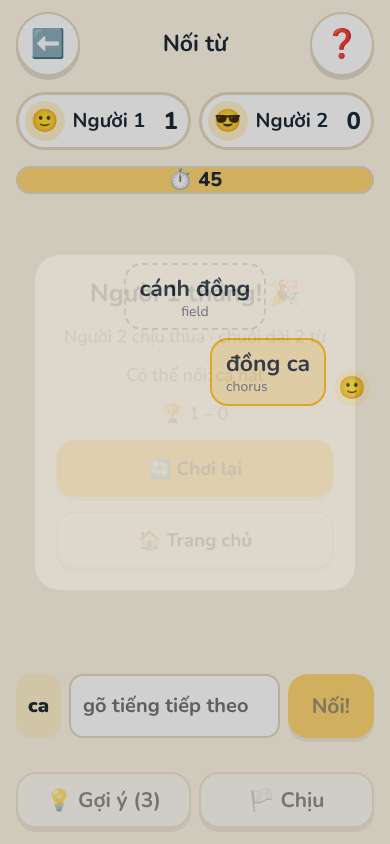 Nối từ
Người 1 1
Người 2 0
45
Người 1 thắng!
cánh đồng
field
Người 2 chịu thua · chuỗi dài 2 từ
đồng ca
chorus
Có thể nối: ca hát
1 – 0
Chơi lại
Trang chủ
ca
gõ tiếng tiếp theo
Nối!
Gợi ý (3)
Chịu